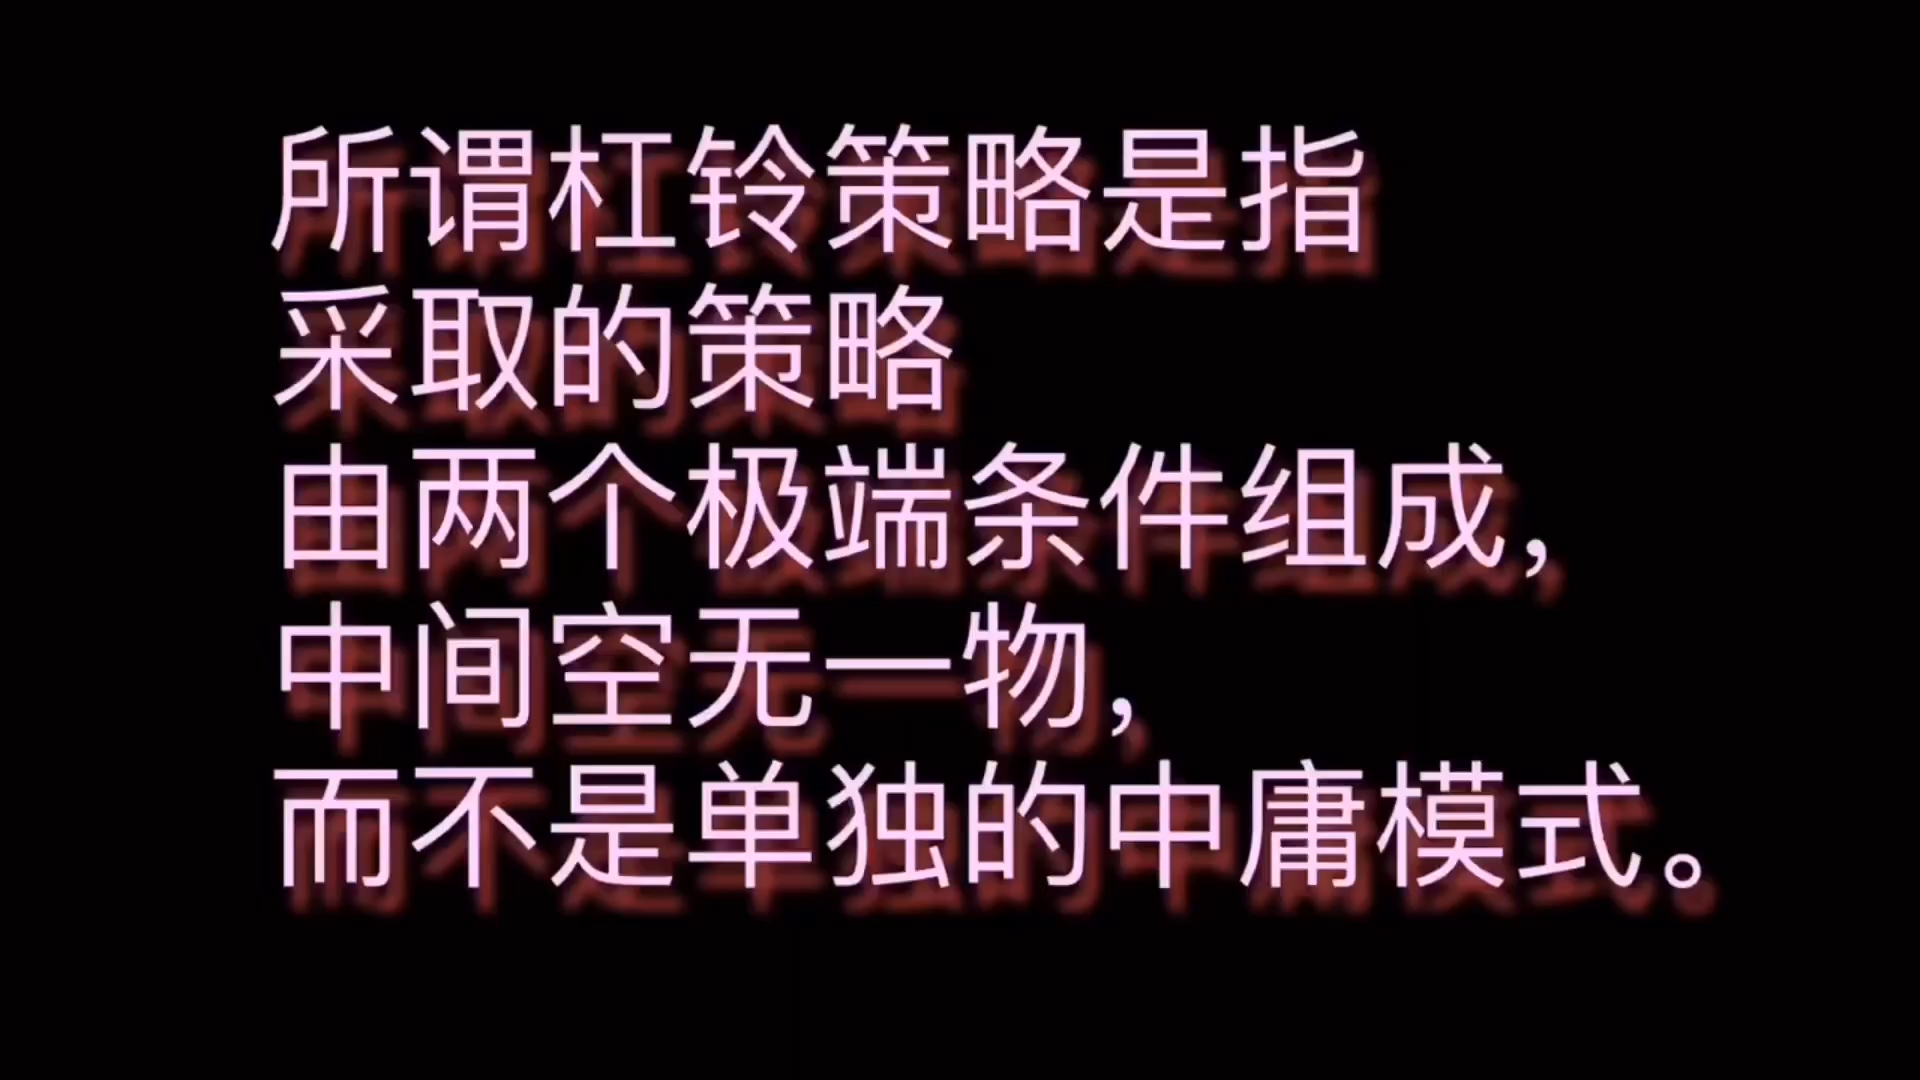 所谓杠铃策略是指
采取的策略
由两个极端条件组成，
中间空无一物，
而不是单独的中庸模式。